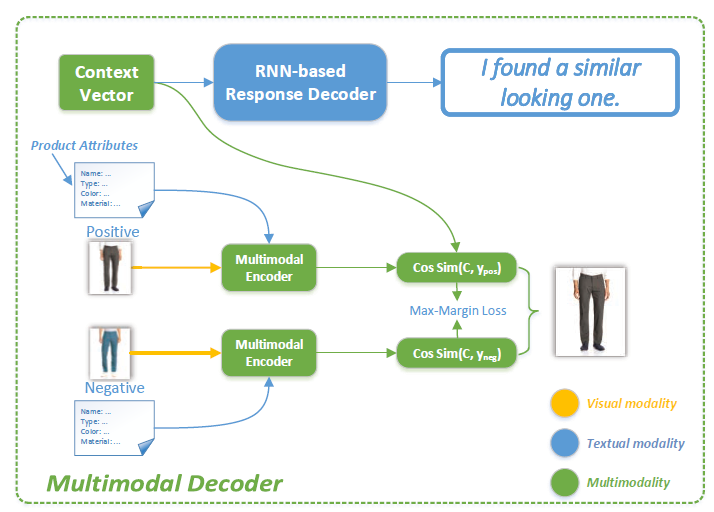 Context
Vector
RNN-based
Response Decoder
I found a similar
looking one.
Product Attributes
Name: ...
Type: ...
Color: ...
Material: ...
Positive
Multimodal
Encoder
Cos Sim(C, ypos)
Max-Margin Loss
Multimodal
Encoder
Cos Sim(C, yneg)
Negative
Name: ...
Type: ...
Color: ...
Material: ...
Visual modality
Textual modality
Multimodality
Multimodal Decoder